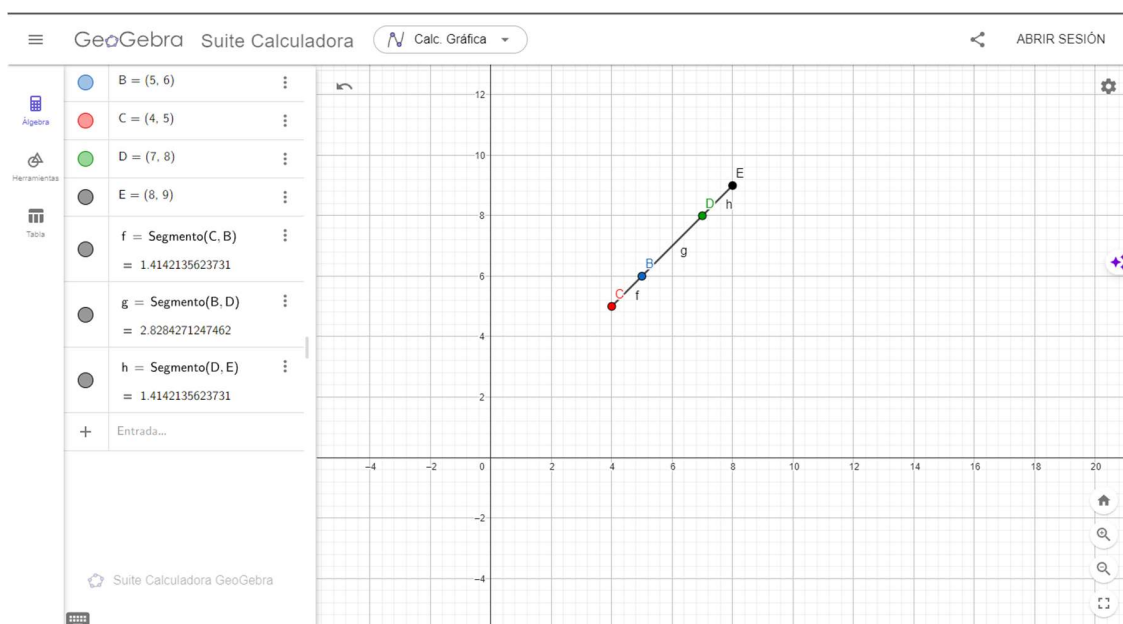 GeoGebra Suite Calculadora
Calc. Gráfica
ABRIR SESIÓN
Álgebra
Herramientas
Tabla
B = (5, 6)
C = (4, 5)
D = (7, 8)
E = (8, 9)
f = Segmento(C, B)
= 1.4142135623731
g = Segmento(B, D)
= 2.8284271247462
h = Segmento(D, E)
= 1.4142135623731
+ Entrada...
Suite Calculadora GeoGebra
12
10
8
6
4
2
0
–2
–4
–4
–2
2
4
6
8
10
12
14
16
18
20
E
D
h
g
B
C
f